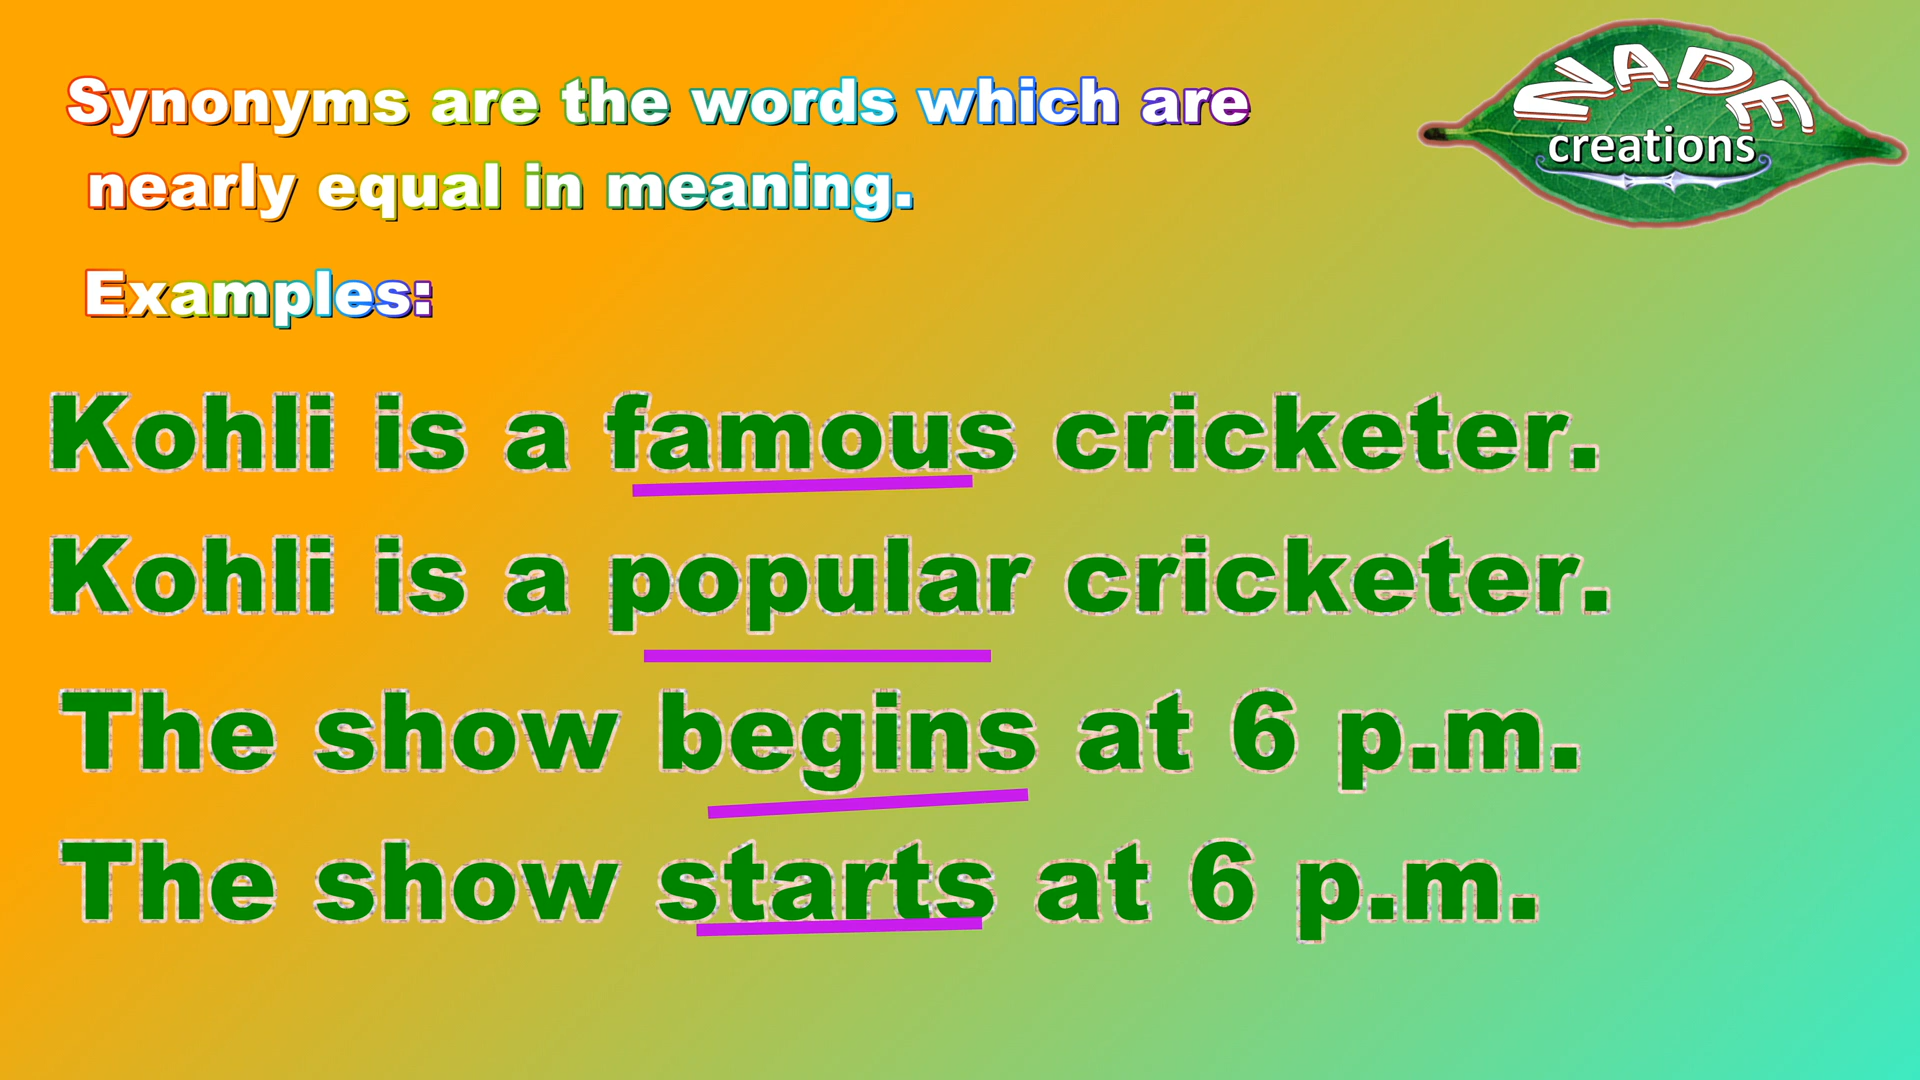 Synonyms are the words which are
nearly equal in meaning.
NADE
creations
Examples:
Kohli is a famous cricketer.
Kohli is a popular cricketer.
The show begins at 6 p.m.
The show starts at 6 p.m.